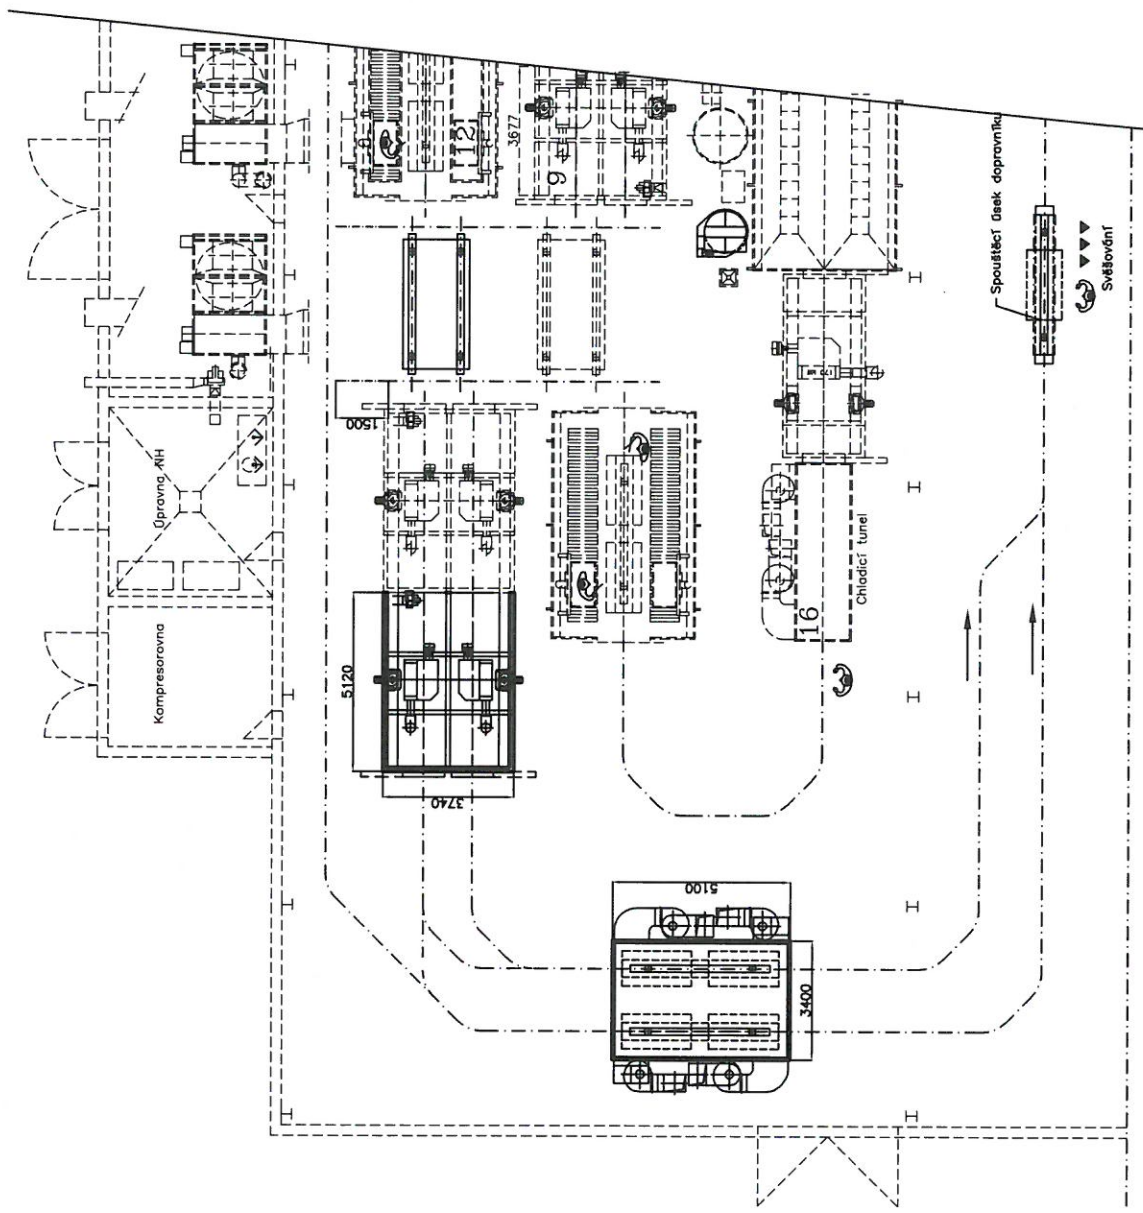 12
3677
9
Spouštěcí úsek dopravníku
Svěšování
1500
Úpravna NH
Kompresorovna
5120
3740
Chladicí tunel
16
5100
3400